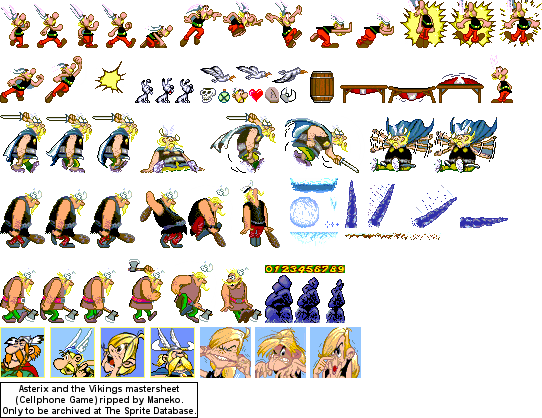 0123456789
Asterix and the Vikings mastersheet
(Cellphone Game) ripped by Maneko.
Only to be archived at The Sprite Database.